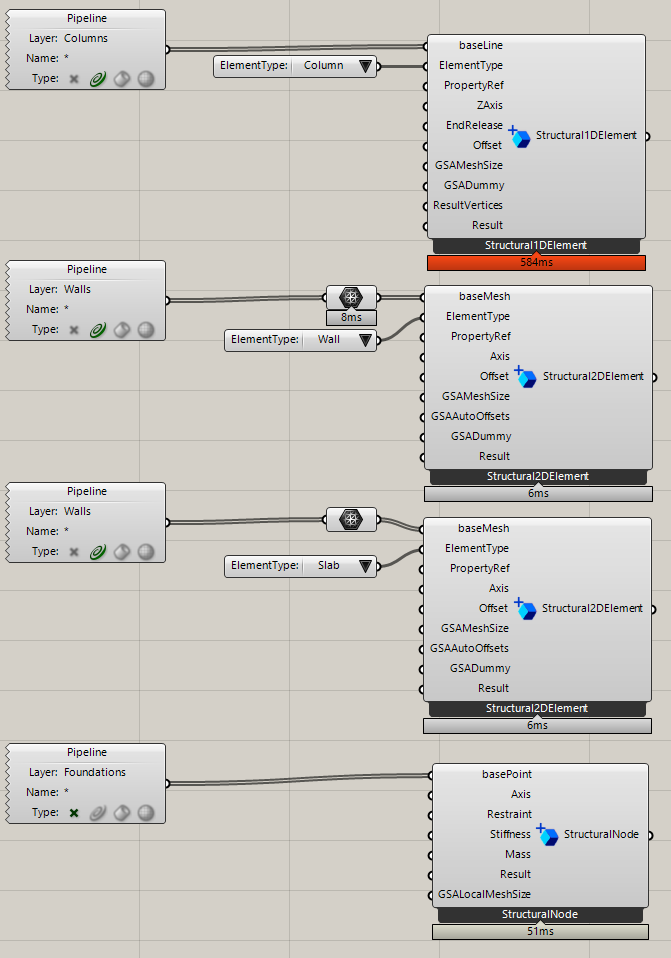 Pipeline
Layer: Columns
Name: *
Type:
ElementType: Column
baseLine
ElementType
PropertyRef
ZAxis
EndRelease
Offset
GSAMeshSize
GSADummy
ResultVertices
Result
Structural1DElement
Structural1DElement
584ms
Pipeline
Layer: Walls
Name: *
Type:
8ms
ElementType: Wall
baseMesh
ElementType
PropertyRef
Axis
Offset
GSAMeshSize
GSAAutoOffsets
GSADummy
Result
Structural2DElement
Structural2DElement
6ms
Pipeline
Layer: Walls
Name: *
Type:
ElementType: Slab
baseMesh
ElementType
PropertyRef
Axis
Offset
GSAMeshSize
GSAAutoOffsets
GSADummy
Result
Structural2DElement
Structural2DElement
6ms
Pipeline
Layer: Foundations
Name: *
Type:
basePoint
Axis
Restraint
Stiffness
Mass
Result
GSALocalMeshSize
StructuralNode
StructuralNode
51ms